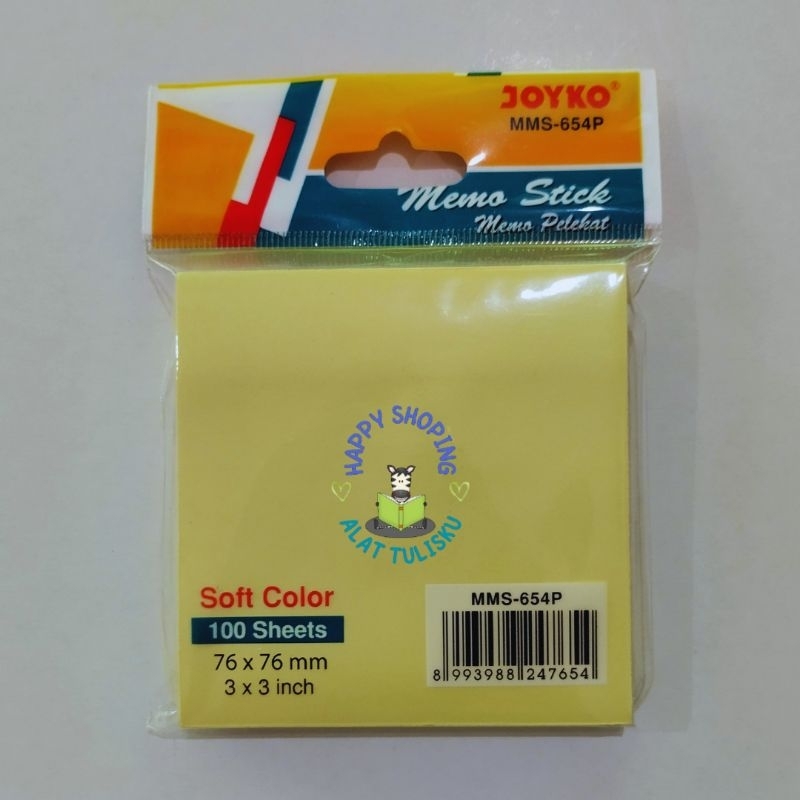 JOYKO®
MMS-654P
Memo Stick
Memo Pelekat
HAPPY SHOPING
ALAT TULISKU
Soft Color
100 Sheets
76 x 76 mm
3 x 3 inch
MMS-654P
8 993988 247654